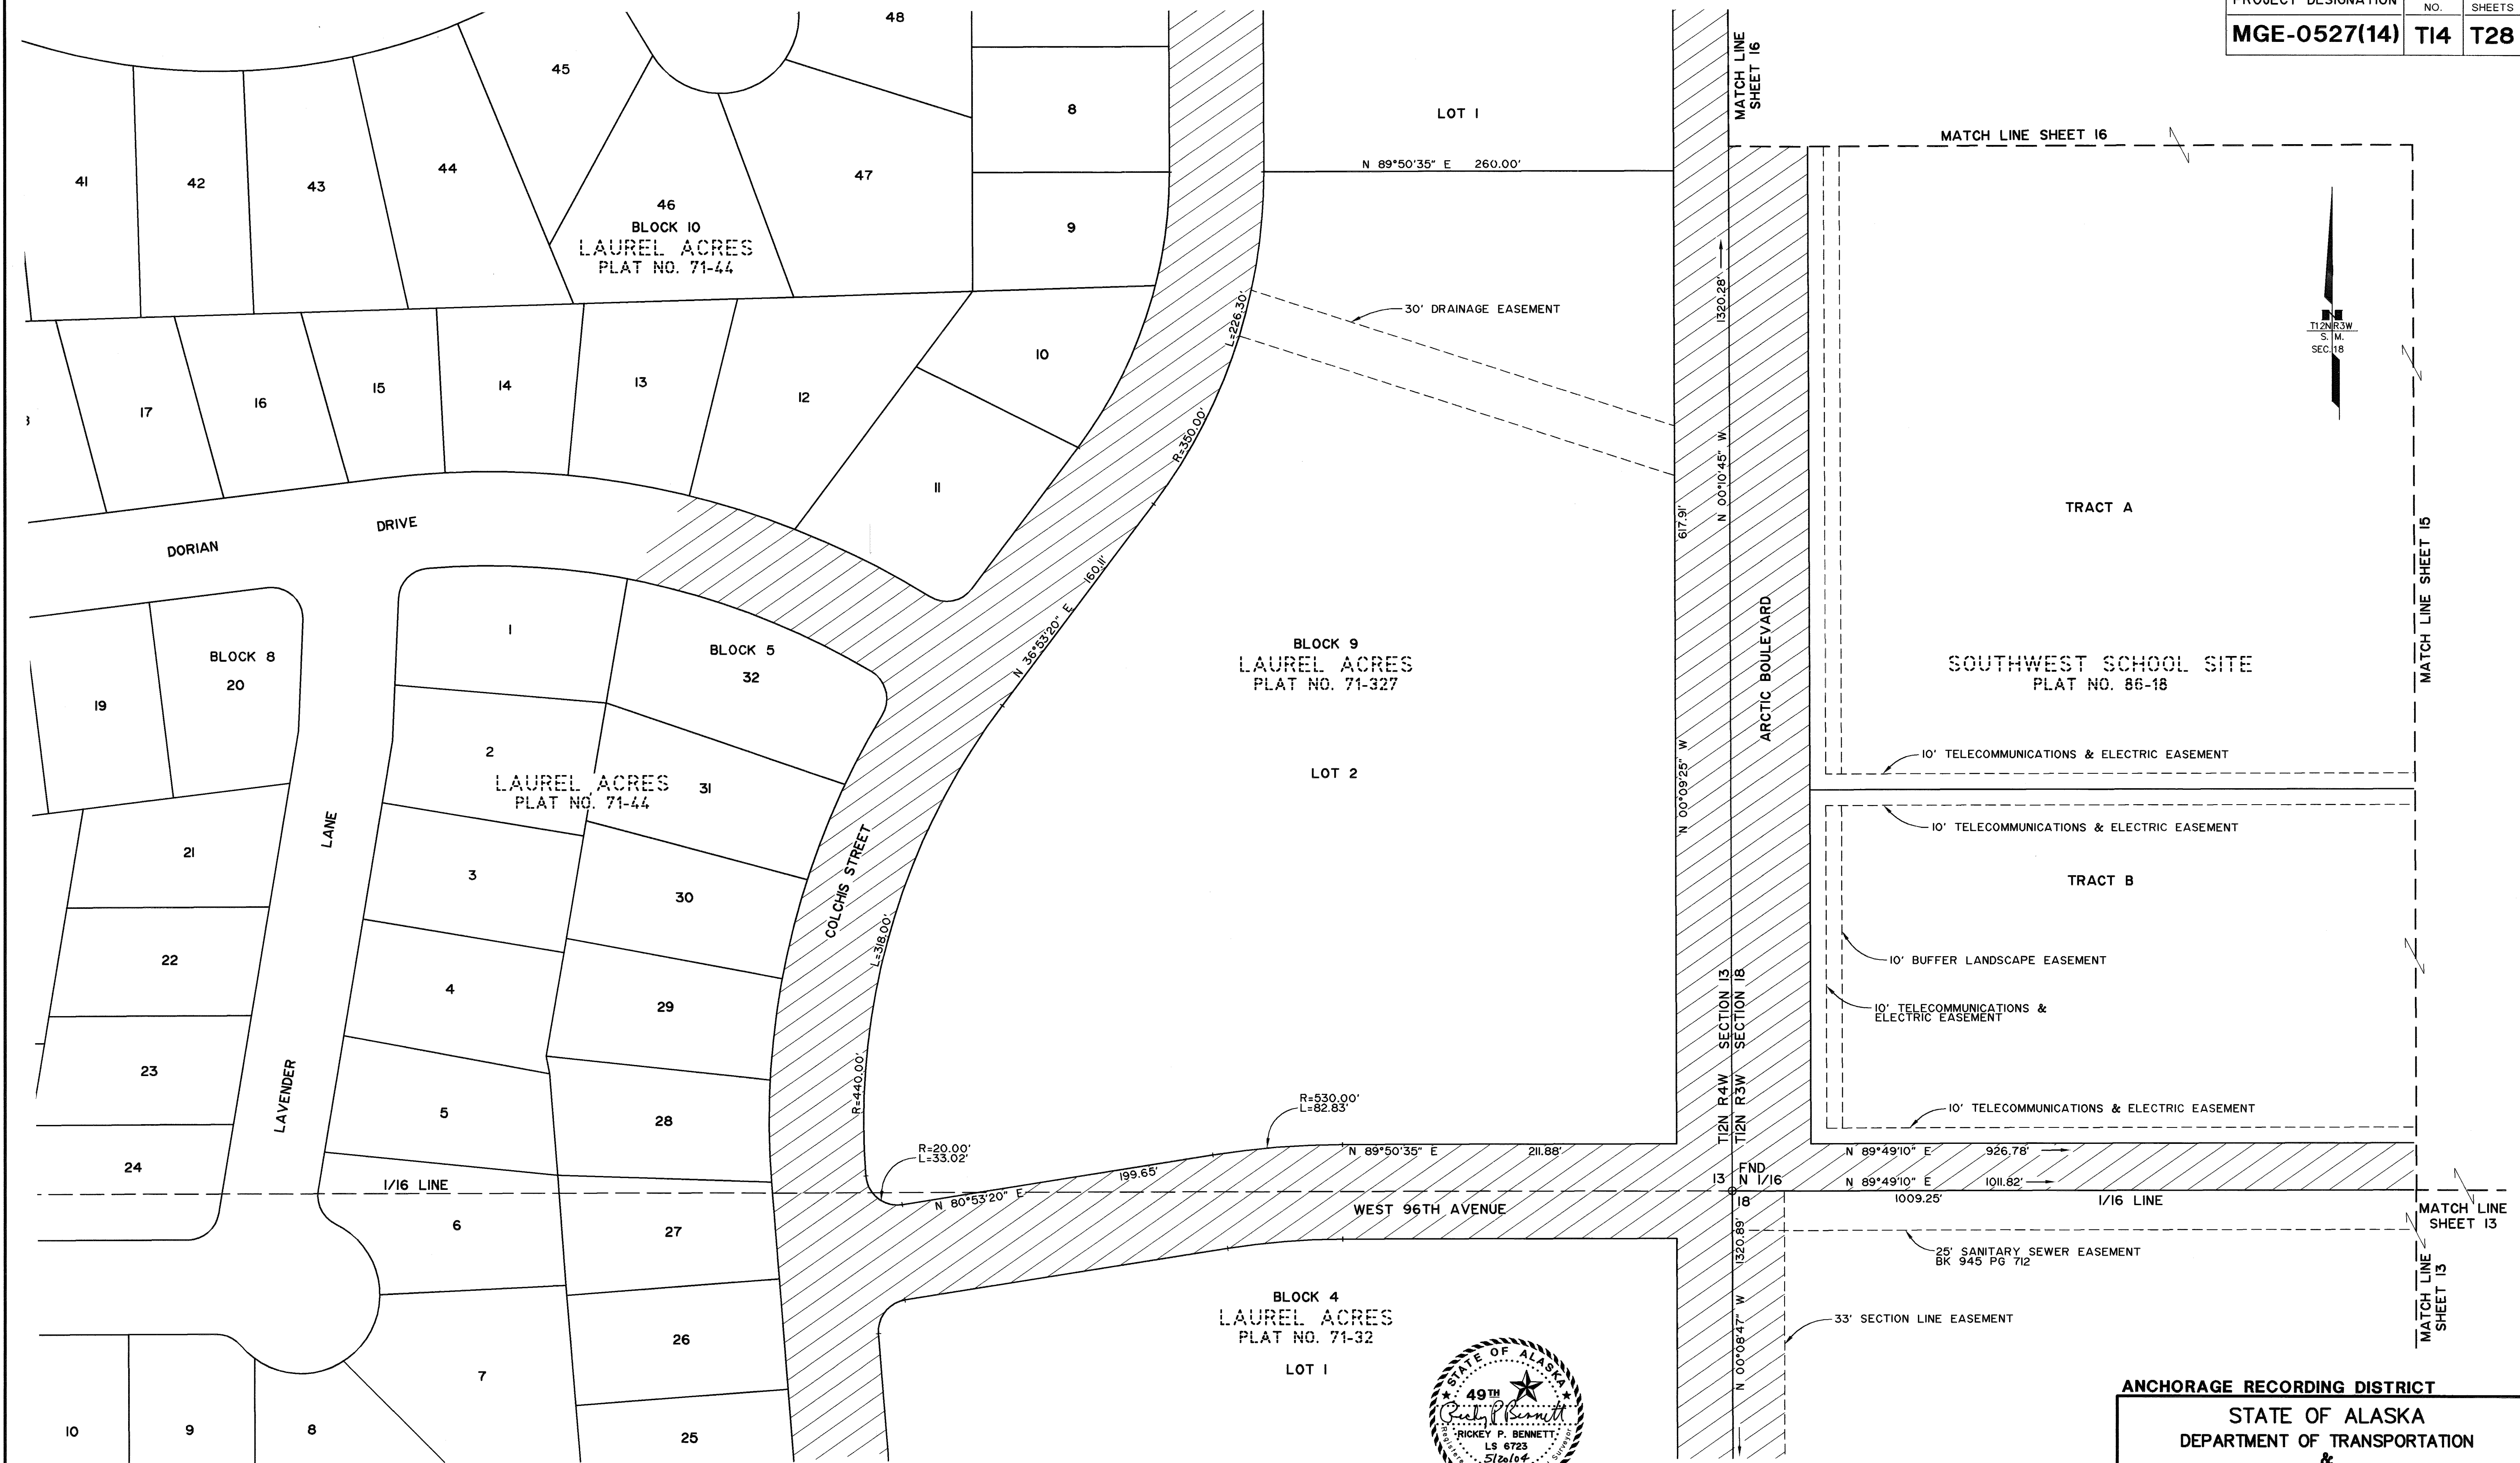 PROJECT DESIGNATION
NO.
SHEETS
MGE-0527(14)
T14
T28
48
45
8
LOT 1
MATCH LINE
SHEET 16
MATCH LINE SHEET 16
N 89°50'35" E 260.00'
41
42
43
44
46
BLOCK 10
LAUREL ACRES
PLAT NO. 71-44
47
9
1320.28'
30' DRAINAGE EASEMENT
L=226.30'
T12N R3W
S. M.
SEC. 18
17
16
15
14
13
12
10
11
R=350.00'
N 00°10'45" W
617.91'
TRACT A
DORIAN
DRIVE
160.11'
N 36°53'20" E
MATCH LINE SHEET 15
1
BLOCK 5
32
BLOCK 8
20
19
BLOCK 9
LAUREL ACRES
PLAT NO. 71-327
ARCTIC BOULEVARD
SOUTHWEST SCHOOL SITE
PLAT NO. 86-18
2
LAUREL ACRES
PLAT NO. 71-44
31
LOT 2
N 00°09'25" W
10' TELECOMMUNICATIONS & ELECTRIC EASEMENT
10' TELECOMMUNICATIONS & ELECTRIC EASEMENT
21
LANE
3
30
COLCHIS STREET
L=318.00'
TRACT B
22
4
29
10' BUFFER LANDSCAPE EASEMENT
SECTION 13
SECTION 18
10' TELECOMMUNICATIONS &
ELECTRIC EASEMENT
23
LAVENDER
5
28
R=440.00'
R=530.00'
L=82.83'
T12N R4W
T12N R3W
10' TELECOMMUNICATIONS & ELECTRIC EASEMENT
24
1/16 LINE
R=20.00'
L=33.02'
N 80°53'20" E
199.65'
N 89°50'35" E 211.88'
N 89°49'10" E 926.78'
13
FND
N 1/16
18
N 89°49'10" E 1011.82'
1009.25'
1/16 LINE
WEST 96TH AVENUE
MATCH LINE
SHEET 13
6
27
1320.89'
25' SANITARY SEWER EASEMENT
BK 945 PG 712
MATCH LINE
SHEET 13
26
BLOCK 4
LAUREL ACRES
PLAT NO. 71-32
LOT 1
N 00°08'47" W
33' SECTION LINE EASEMENT
7
10
9
8
25
STATE OF ALASKA
49TH
Ricky P Bennett
RICKEY P. BENNETT
LS 6723
5/20/04
ANCHORAGE RECORDING DISTRICT
STATE OF ALASKA
DEPARTMENT OF TRANSPORTATION
&